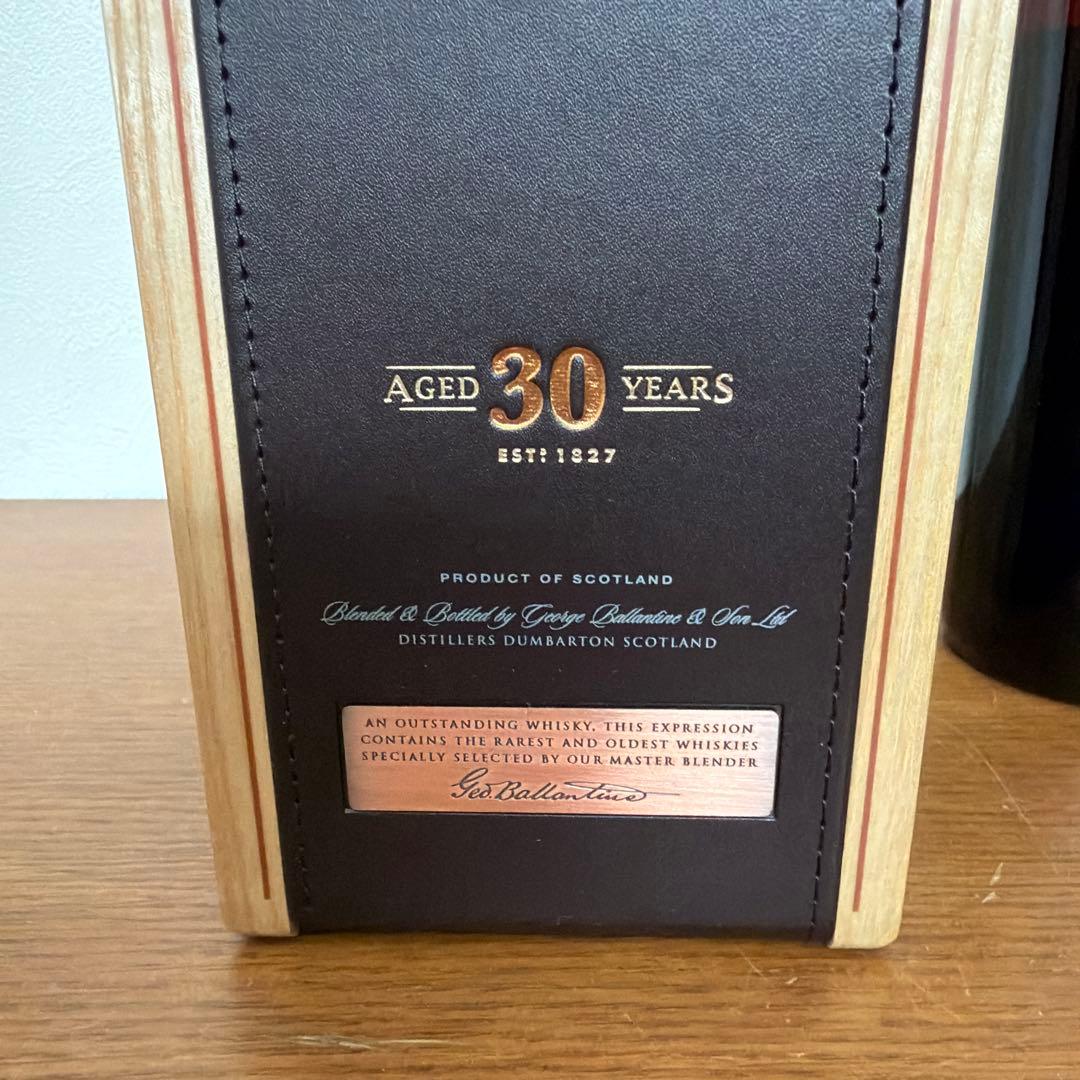 AGED 30 YEARS
ESTD 1827
PRODUCT OF SCOTLAND
Blended & Bottled by George Ballantine & Son Ltd
DISTILLERS DUMBARTON SCOTLAND
AN OUTSTANDING WHISKY, THIS EXPRESSION
CONTAINS THE RAREST AND OLDEST WHISKIES
SPECIALLY SELECTED BY OUR MASTER BLENDER
Geo. Ballantine